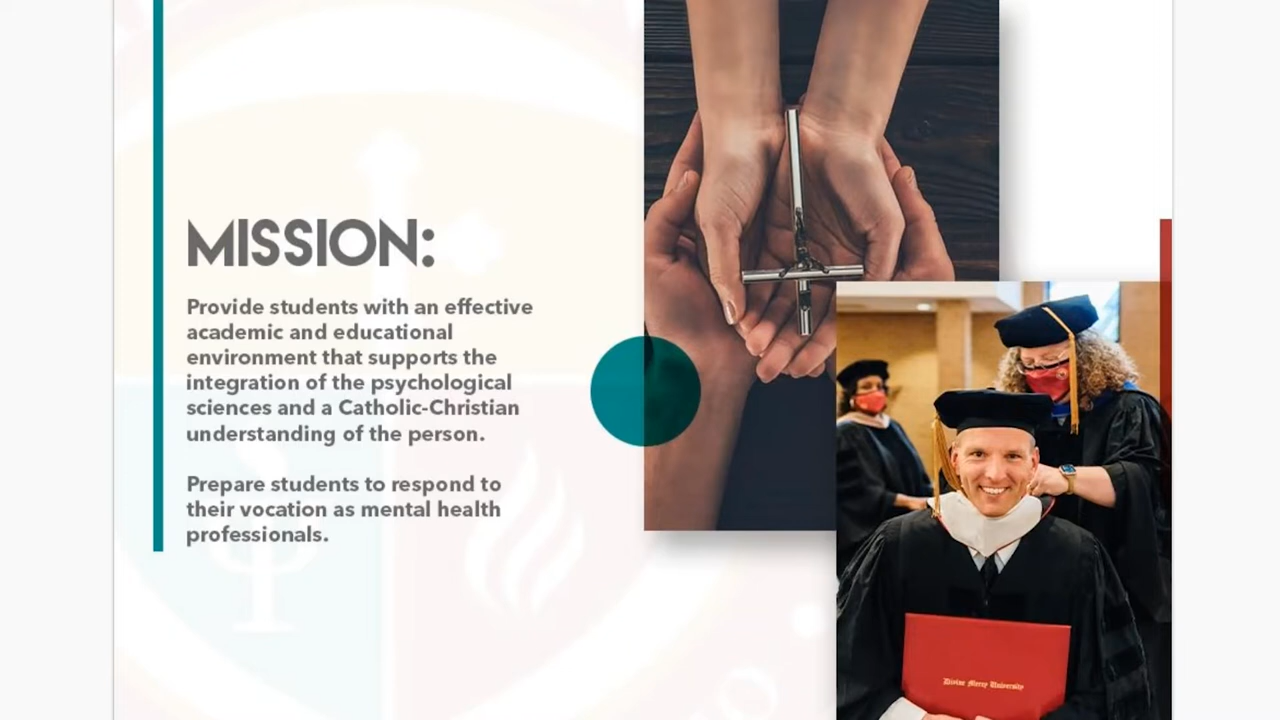 MISSION:
Provide students with an effective
academic and educational
environment that supports the
integration of the psychological
sciences and a Catholic-Christian
understanding of the person.
Prepare students to respond to
their vocation as mental health
professionals.
Divine Mercy University